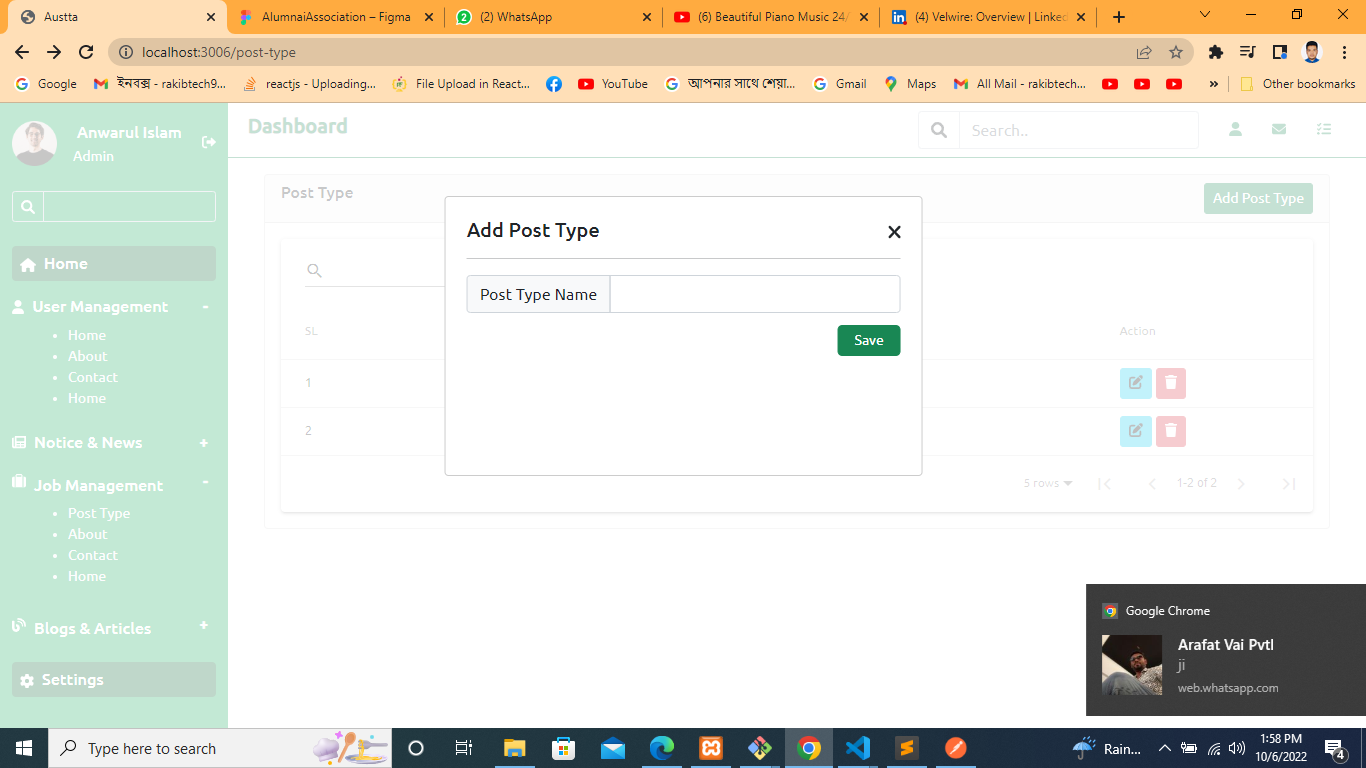 Austta
AlumnaiAssociation – Figma
(2) WhatsApp
(6) Beautiful Piano Music 24/
(4) Velwire: Overview | Linked
localhost:3006/post-type
Google
ইনবক্স - rakibtech9...
reactjs - Uploading...
File Upload in React...
YouTube
আপনার সাথে শেয়া...
Gmail
Maps
All Mail - rakibtech...
»
Other bookmarks
Anwarul Islam
Admin
Dashboard
Search..
Home
User Management -
Home
About
Contact
Home
Notice & News +
Job Management -
Post Type
About
Contact
Home
Blogs & Articles +
Settings
Post Type
Add Post Type
Add Post Type
Post Type Name
Save
SL
Action
1
2
5 rows
1-2 of 2
Google Chrome
Arafat Vai Pvtl
ji
web.whatsapp.com
Type here to search
Rain...
1:58 PM
10/6/2022
4